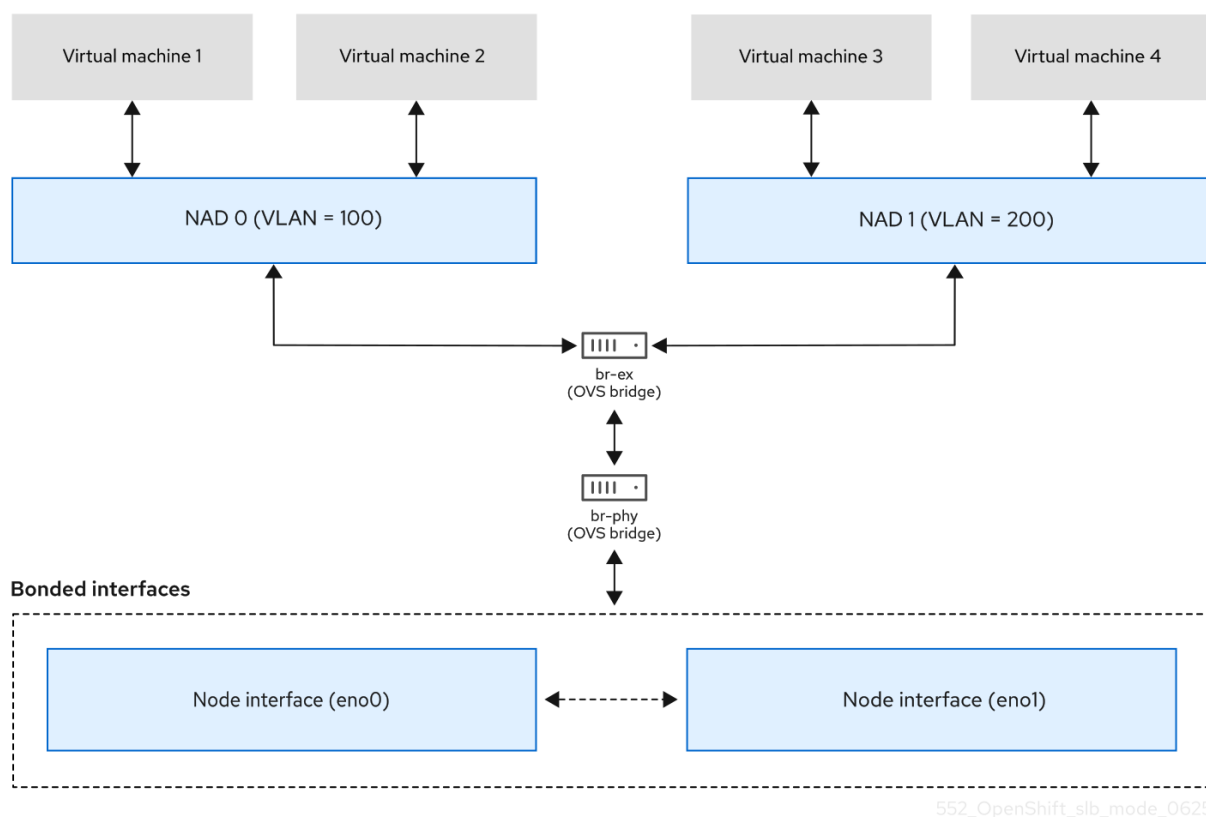 Virtual machine 1
Virtual machine 2
Virtual machine 3
Virtual machine 4
NAD 0 (VLAN = 100)
NAD 1 (VLAN = 200)
br-ex
(OVS bridge)
br-phy
(OVS bridge)
Bonded interfaces
Node interface (eno0)
Node interface (eno1)
552_OpenShift_slb_mode_0625